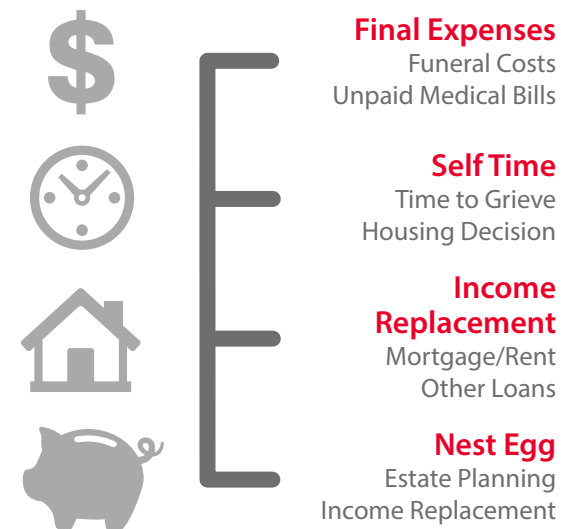 Final Expenses
Funeral Costs
Unpaid Medical Bills
Self Time
Time to Grieve
Housing Decision
Income
Replacement
Mortgage/Rent
Other Loans
Nest Egg
Estate Planning
Income Replacement